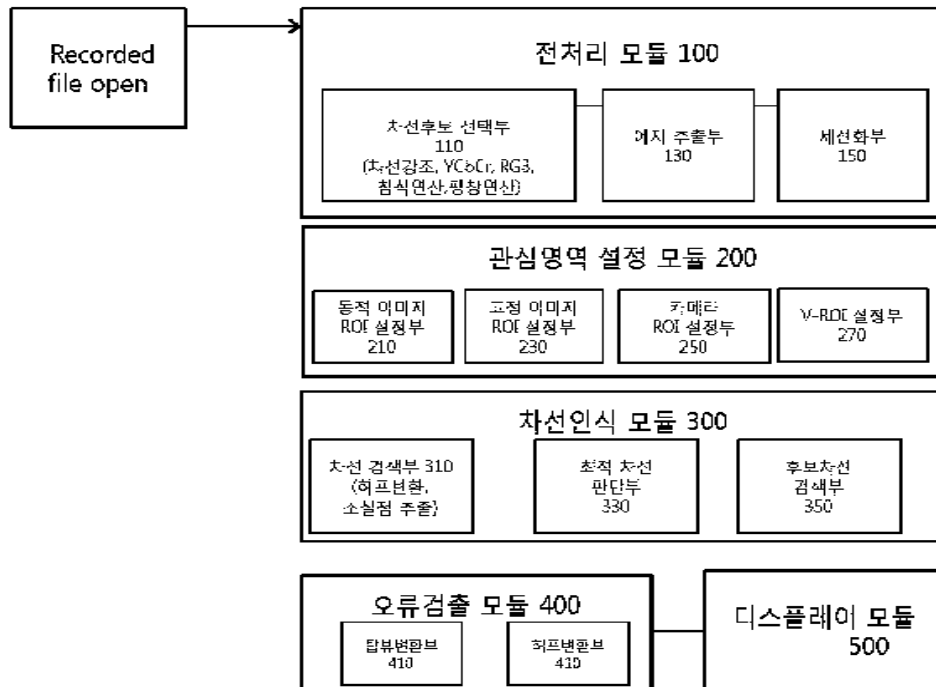 Recorded
file open
전처리 모듈 100
차선후보 선택부
110
(차선강조, YCbCr, RGB,
침식연산,팽창연산)
에지 추출부
130
세선화부
150
관심영역 설정 모듈 200
동적 이미지
ROI 설정부
210
고정 이미지
ROI 설정부
230
카메라
ROI 설정부
250
V-ROI 설정부
270
차선인식 모듈 300
차선 검색부 310
(허프변환,
소실점 추출)
최적 차선
판단부
330
후보차선
검색부
350
오류검출 모듈 400
탑뷰변환부
410
허프변환부
410
디스플레이 모듈
500